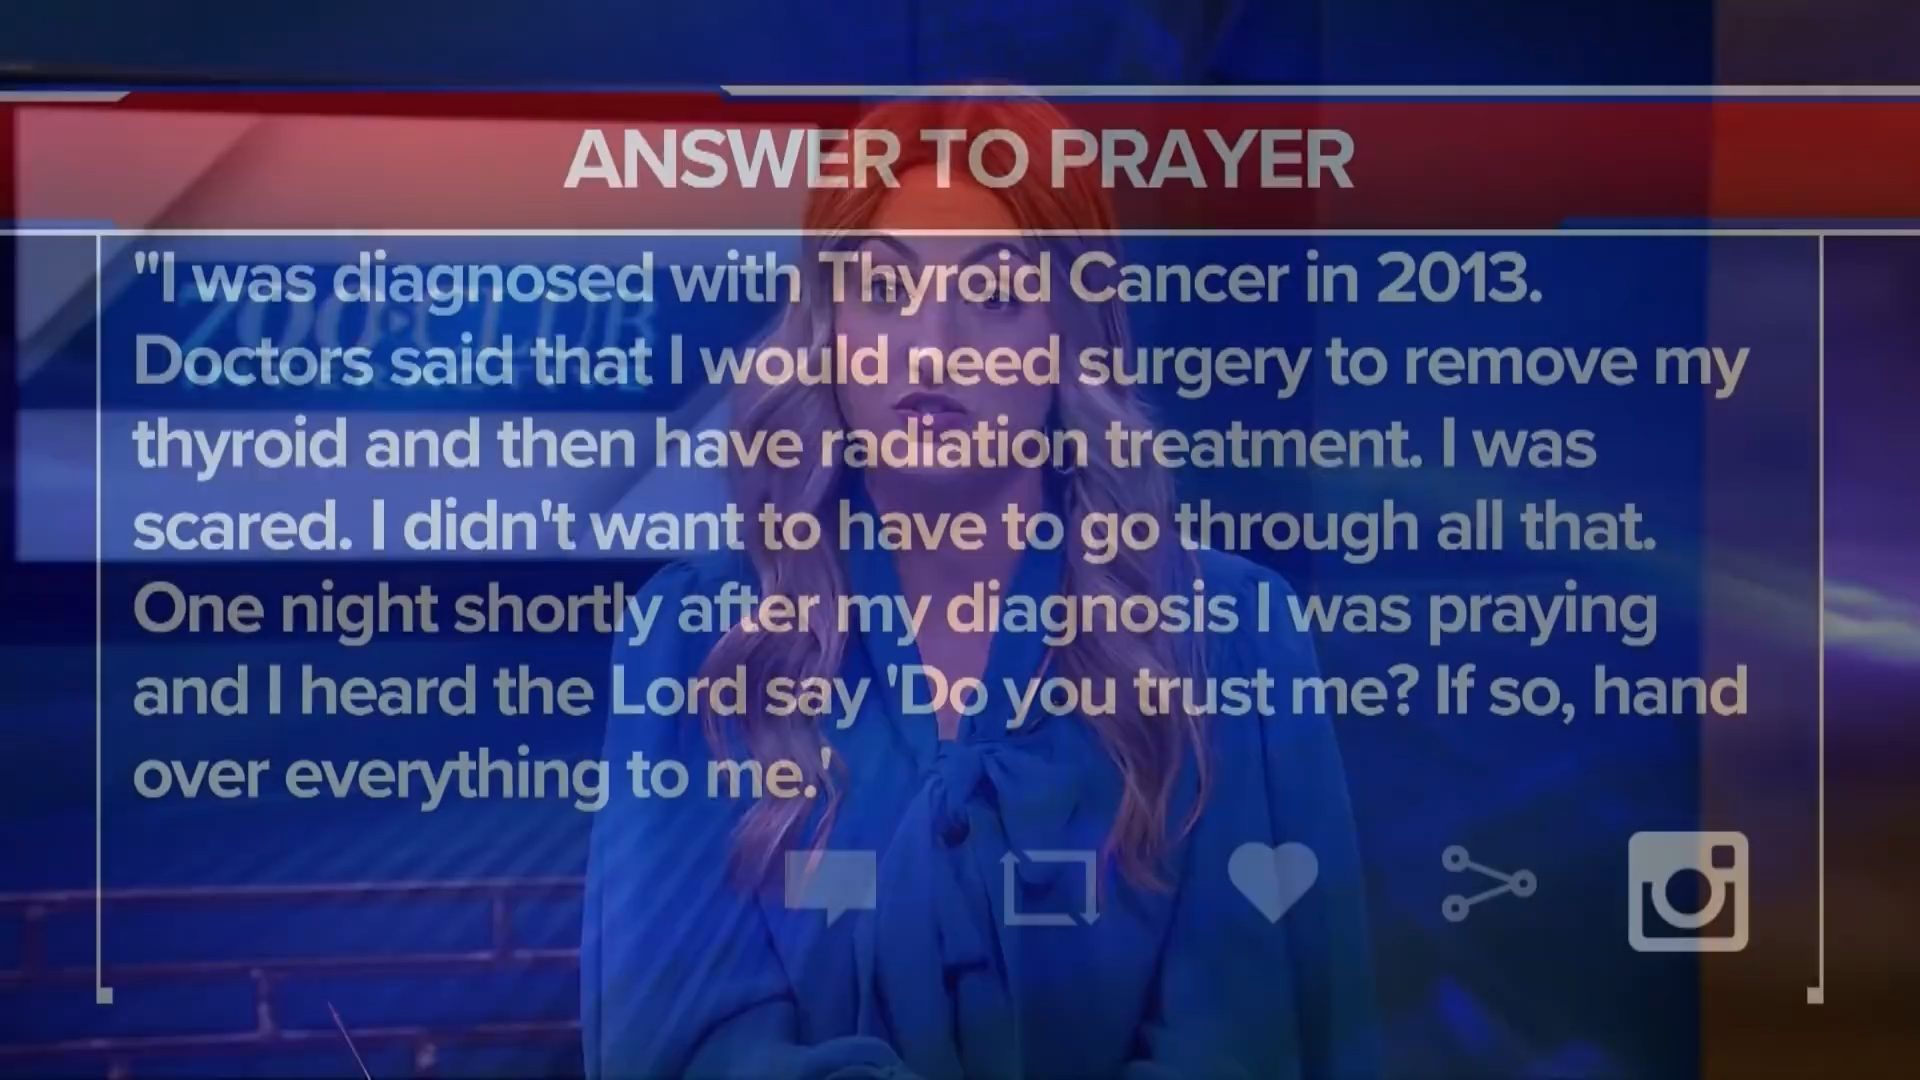 ANSWER TO PRAYER
"I was diagnosed with Thyroid Cancer in 2013.
Doctors said that I would need surgery to remove my
thyroid and then have radiation treatment. I was
scared. I didn't want to have to go through all that.
One night shortly after my diagnosis I was praying
and I heard the Lord say 'Do you trust me? If so, hand
over everything to me.'
700 CLUB